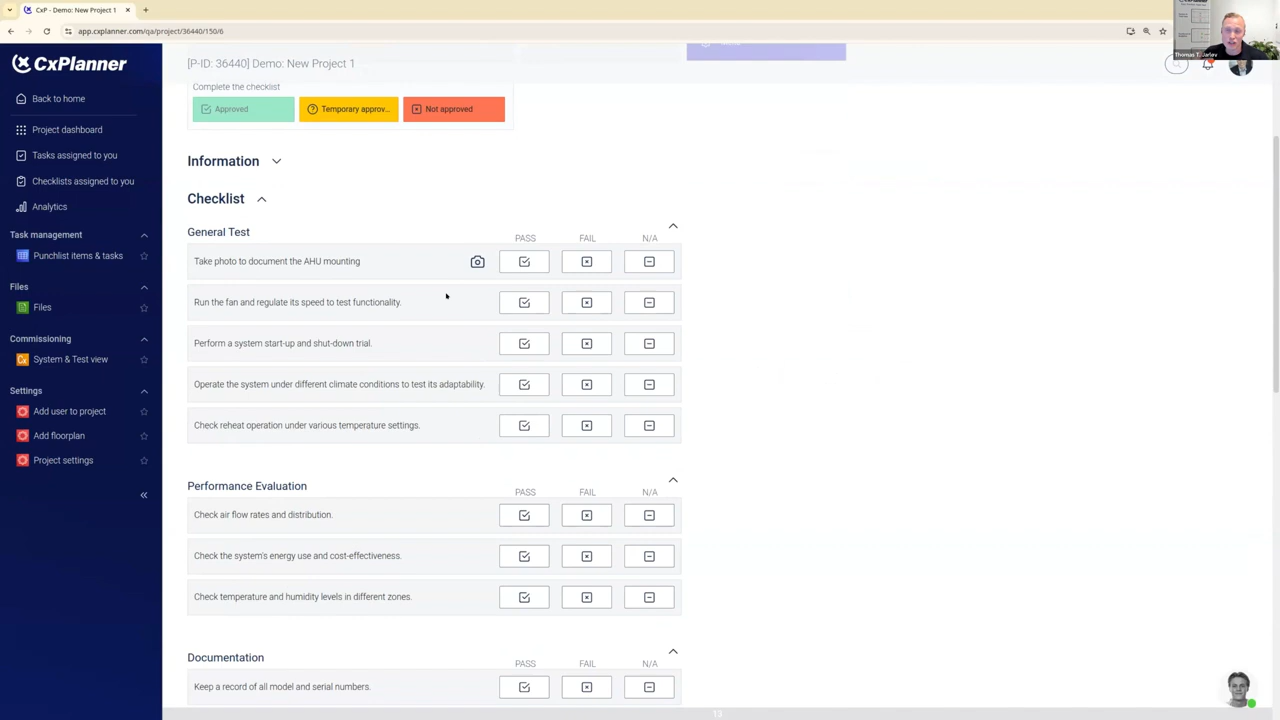 CxP - Demo: New Project 1
app.cxplanner.com/qa/project/36440/150/6
Thomas T. Jarløv
CxPlanner
[P-ID: 36440] Demo: New Project 1
Back to home
Complete the checklist
Approved
Temporary approv...
Not approved
Project dashboard
Tasks assigned to you
Checklists assigned to you
Analytics
Task management
Punchlist items & tasks
Files
Files
Commissioning
System & Test view
Settings
Add user to project
Add floorplan
Project settings
Information
Checklist
General Test
PASS FAIL N/A
Take photo to document the AHU mounting
Run the fan and regulate its speed to test functionality.
Perform a system start-up and shut-down trial.
Operate the system under different climate conditions to test its adaptability.
Check reheat operation under various temperature settings.
Performance Evaluation
PASS FAIL N/A
Check air flow rates and distribution.
Check the system's energy use and cost-effectiveness.
Check temperature and humidity levels in different zones.
Documentation
PASS FAIL N/A
Keep a record of all model and serial numbers.
13